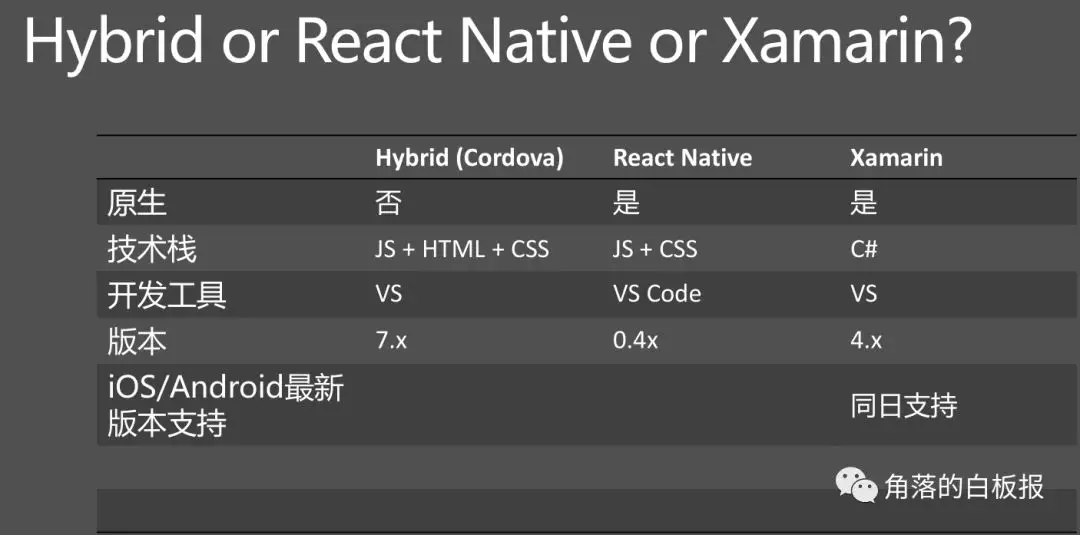 Hybrid or React Native or Xamarin?
Hybrid (Cordova) React Native Xamarin
原生 否 是 是
技术栈 JS + HTML + CSS JS + CSS C#
开发工具 VS VS Code VS
版本 7.x 0.4x 4.x
iOS/Android最新
版本支持 同日支持
角落的白板报